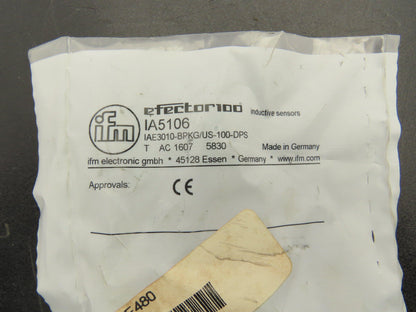 ifm
efector100 inductive sensors
IA5106
IAE3010-BPKG/US-100-DPS
T AC 1607 5830 Made in Germany
ifm electronic gmbh * 45128 Essen * Germany * www.ifm.com
Approvals: CE